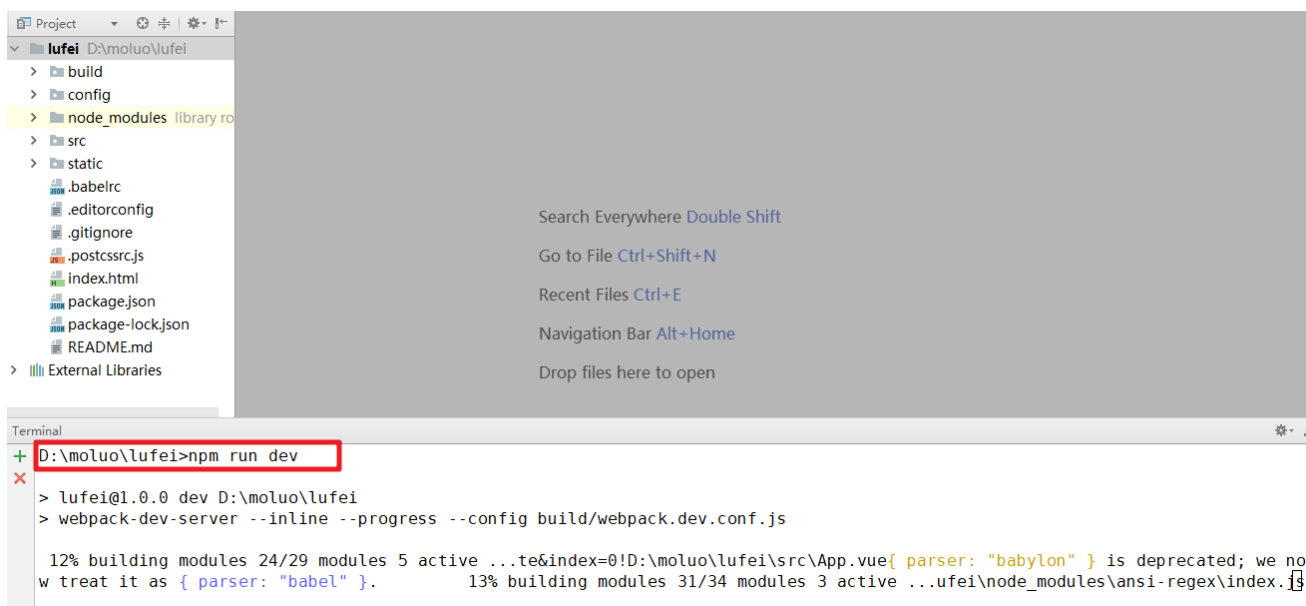 Project
lufei D:\moluo\lufei
build
config
node_modules library ro
src
static
.babelrc
.editorconfig
.gitignore
.postcssrc.js
index.html
package.json
package-lock.json
README.md
External Libraries
Search Everywhere Double Shift
Go to File Ctrl+Shift+N
Recent Files Ctrl+E
Navigation Bar Alt+Home
Drop files here to open
Terminal
D:\moluo\lufei>npm run dev
> lufei@1.0.0 dev D:\moluo\lufei
> webpack-dev-server --inline --progress --config build/webpack.dev.conf.js
12% building modules 24/29 modules 5 active ...te&index=0!D:\moluo\lufei\src\App.vue{ parser: "babylon" } is deprecated; we no
w treat it as { parser: "babel" }. 13% building modules 31/34 modules 3 active ...ufei\node_modules\ansi-regex\index.js